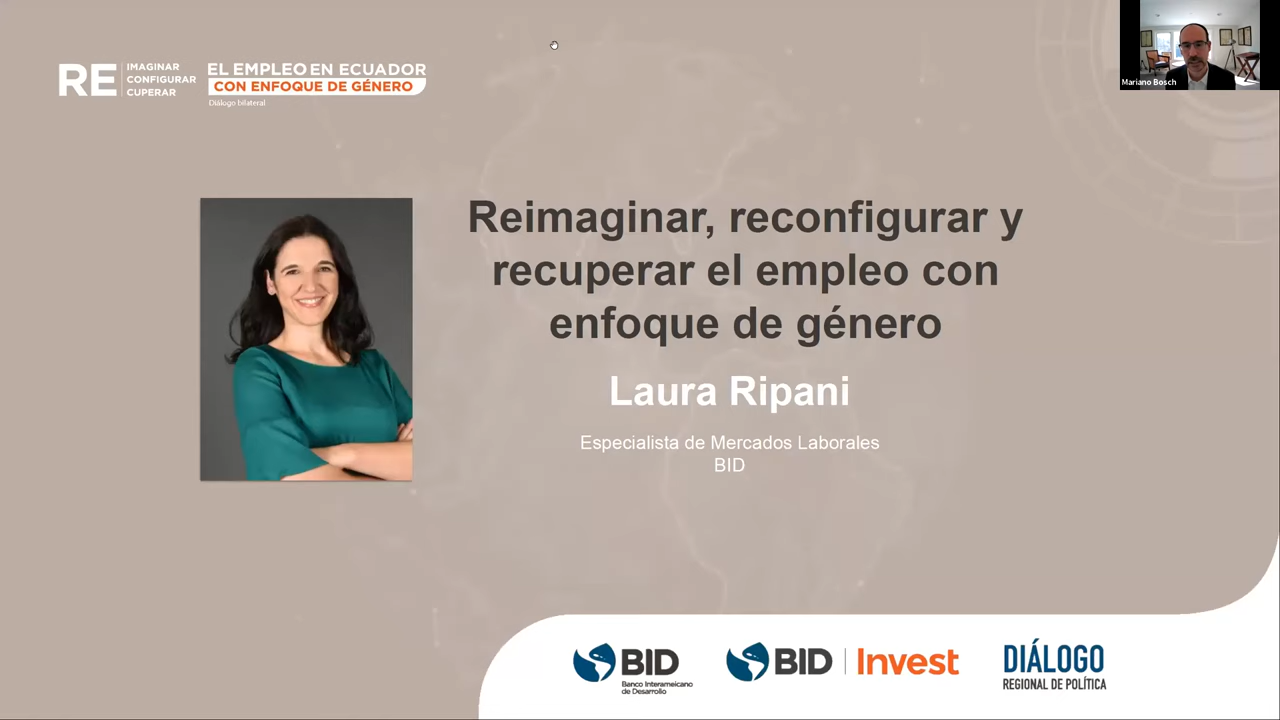 RE
IMAGINAR
CONFIGURAR
CUPERAR
EL EMPLEO EN ECUADOR
CON ENFOQUE DE GÉNERO
Diálogo bilateral
Mariano Bosch
Reimaginar, reconfigurar y
recuperar el empleo con
enfoque de género
Laura Ripani
Especialista de Mercados Laborales
BID
BID
Banco Interamericano
de Desarrollo
BID | Invest
DIÁLOGO
REGIONAL DE POLÍTICA